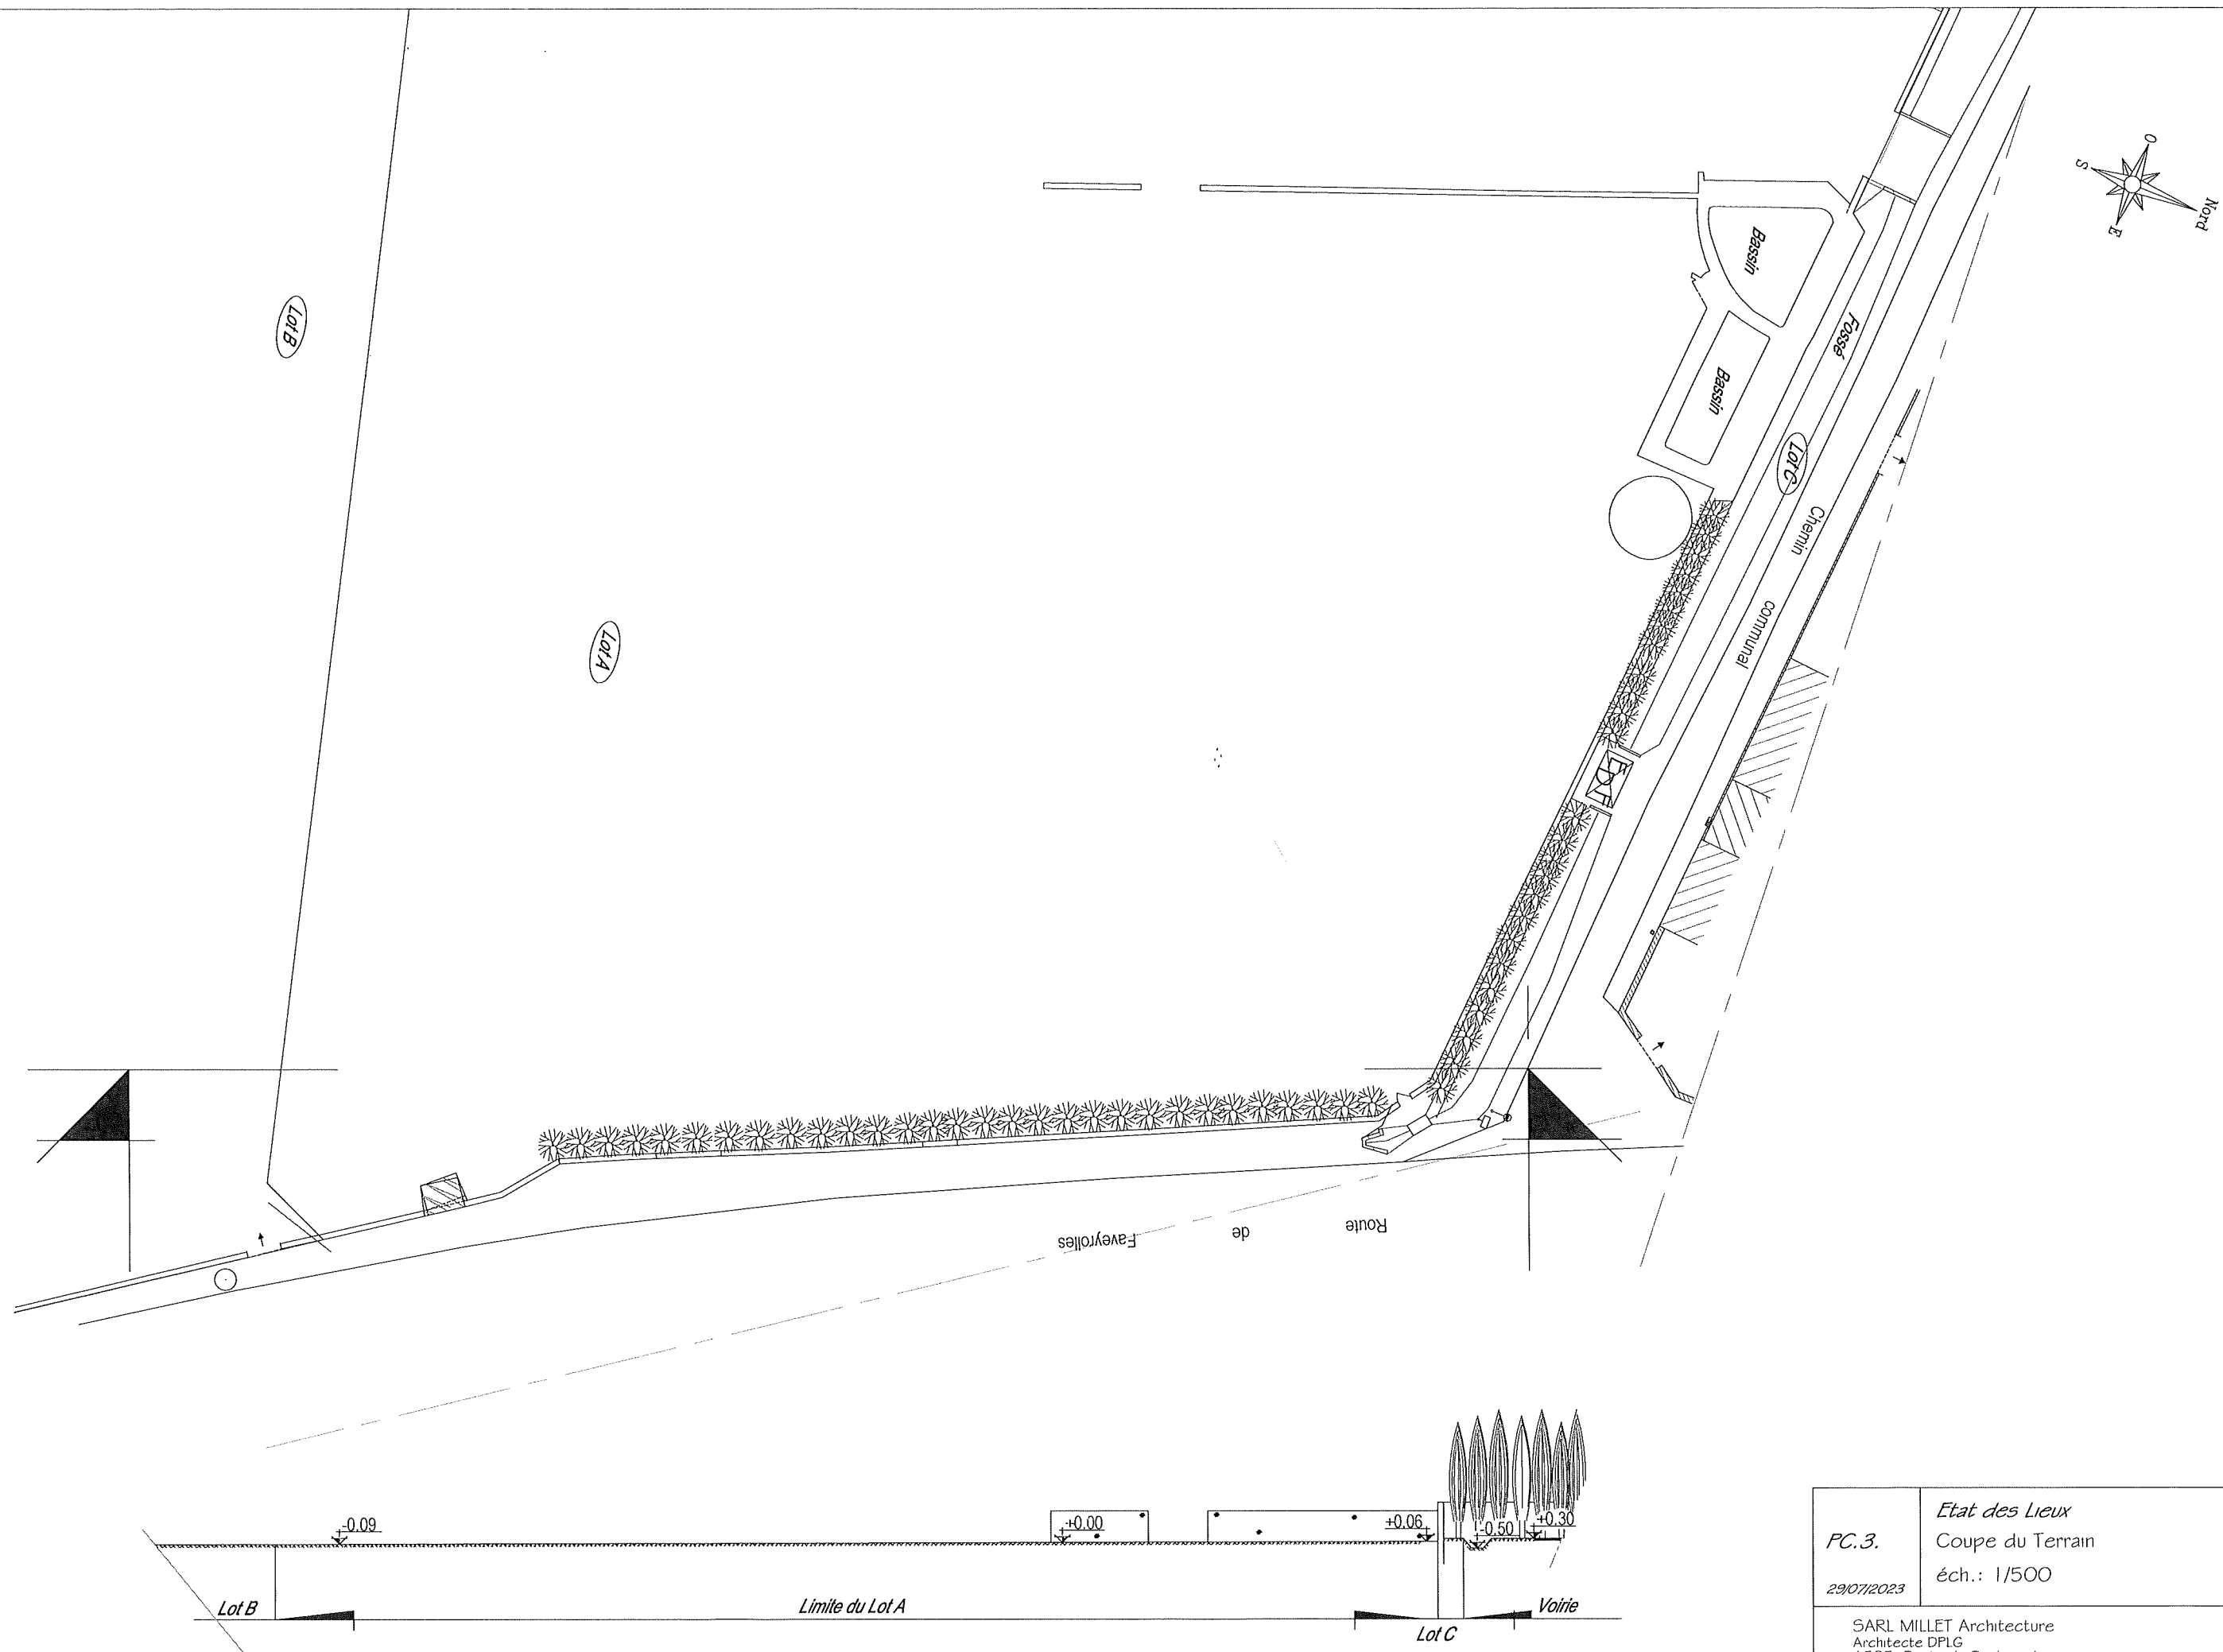 O
S
Nord
E
Bassin
Lot B
Fossé
Bassin
Lot C
Chemin
communal
Lot A
EDF
Route de Faveyrolles
-0.09
+0.00
+0.06
-0.50
+0.30
Lot B
Limite du Lot A
Voirie
Lot C
PC.3.
29/07/2023
Etat des Lieux
Coupe du Terrain
éch.: 1/500
SARL MILLET Architecture
Architecte DPLG